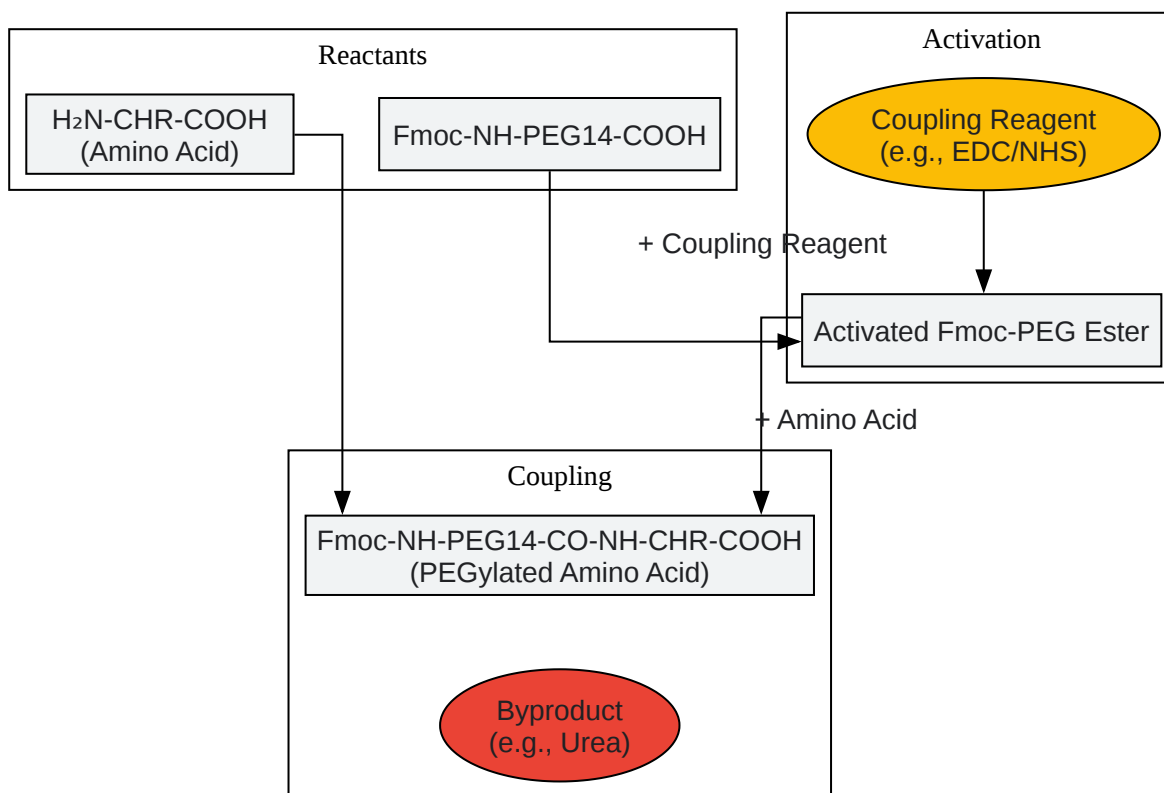 Reactants
H₂N-CHR-COOH
(Amino Acid)
Fmoc-NH-PEG14-COOH
Activation
Coupling Reagent
(e.g., EDC/NHS)
+ Coupling Reagent
Activated Fmoc-PEG Ester
+ Amino Acid
Coupling
Fmoc-NH-PEG14-CO-NH-CHR-COOH
(PEGylated Amino Acid)
Byproduct
(e.g., Urea)